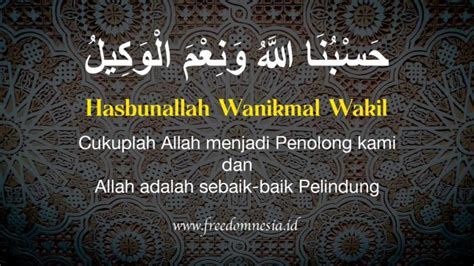 حَسْبُنَا اللَّهُ وَنِعْمَ الْوَكِيلُ
Hasbunallah Wanikmal Wakil
Cukuplah Allah menjadi Penolong kami
dan
Allah adalah sebaik-baik Pelindung
www.freedomnesia.id